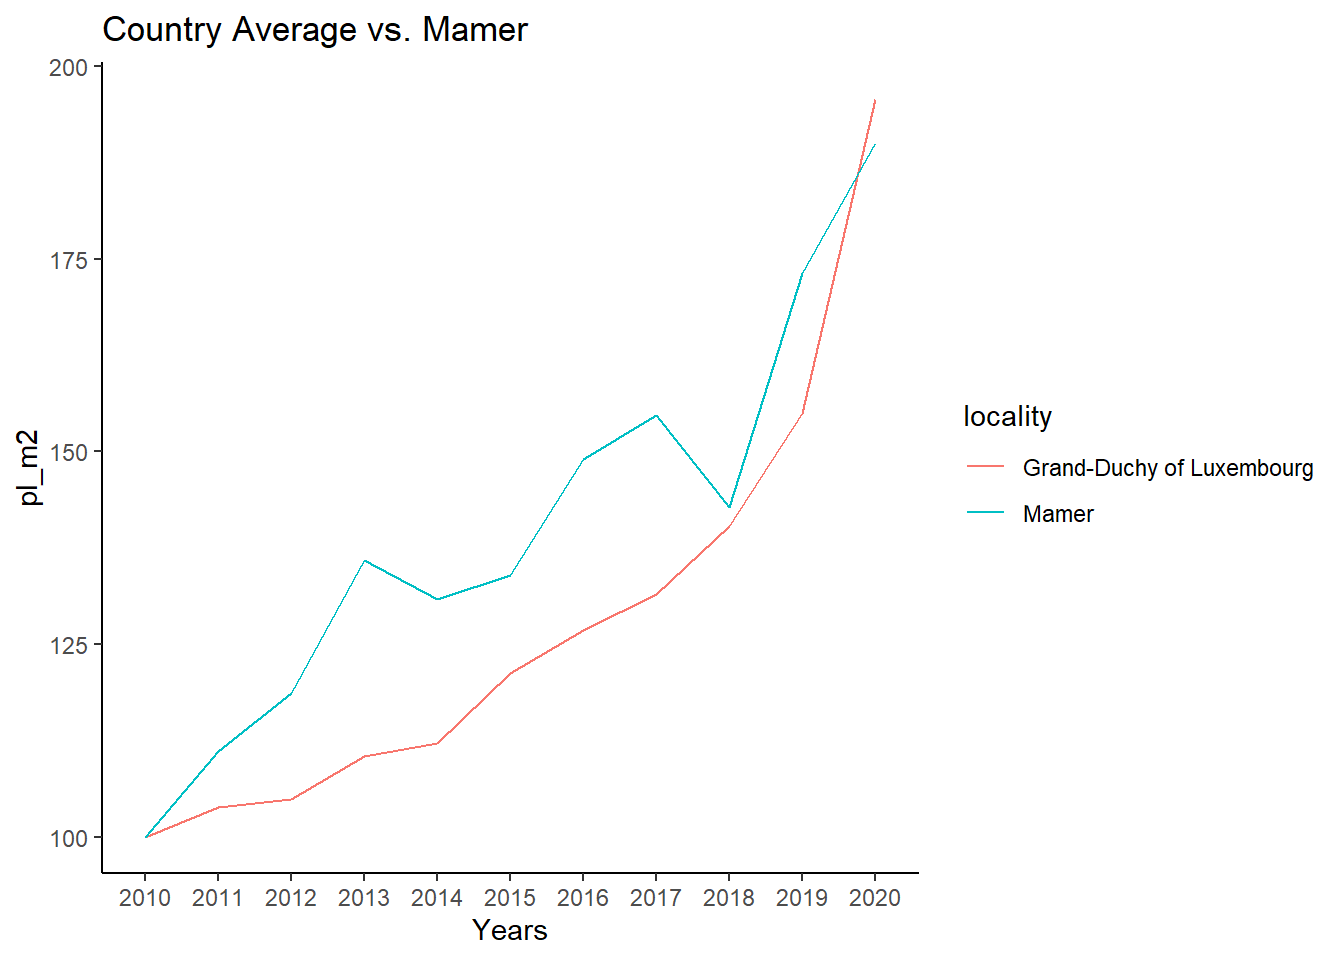 Country Average vs. Mamer
200
175
150
125
100
pl_m2
2010 2011 2012 2013 2014 2015 2016 2017 2018 2019 2020
Years
locality
Grand-Duchy of Luxembourg
Mamer